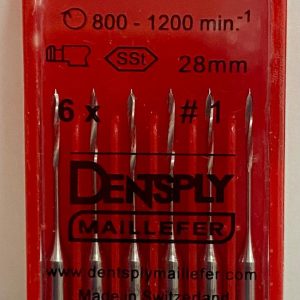 800 - 1200 min.-1
SSt
28mm
6 x # 1
DENTSPLY
MAILLEFER
www.dentsplymaillefer.com
Made in Switzerland